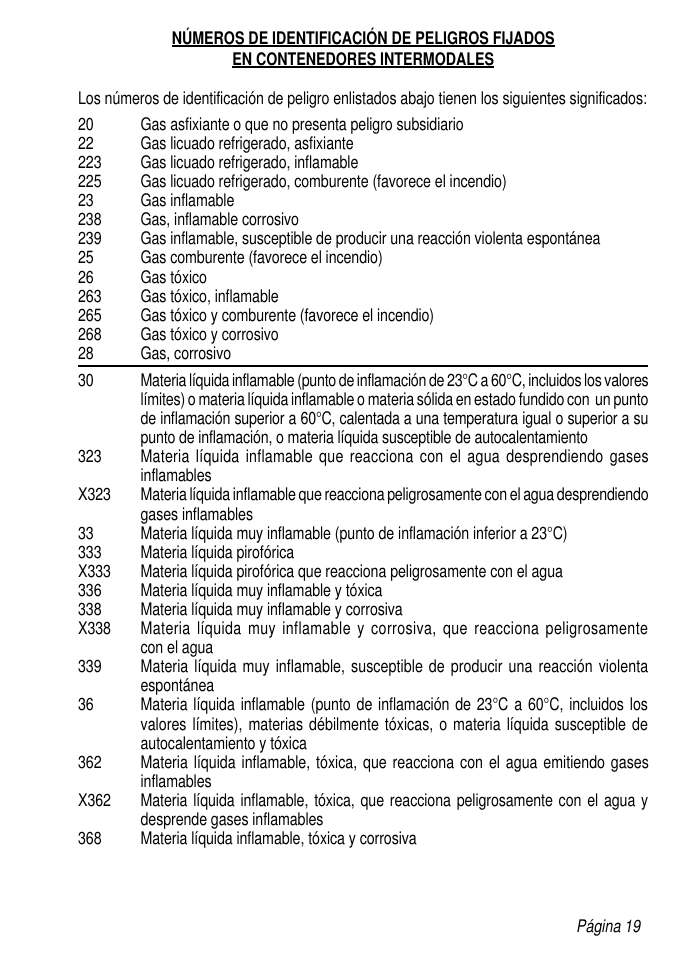 NÚMEROS DE IDENTIFICACIÓN DE PELIGROS FIJADOS
EN CONTENEDORES INTERMODALES
Los números de identificación de peligro enlistados abajo tienen los siguientes significados:
20 Gas asfixiante o que no presenta peligro subsidiario
22 Gas licuado refrigerado, asfixiante
223 Gas licuado refrigerado, inflamable
225 Gas licuado refrigerado, comburente (favorece el incendio)
23 Gas inflamable
238 Gas, inflamable corrosivo
239 Gas inflamable, susceptible de producir una reacción violenta espontánea
25 Gas comburente (favorece el incendio)
26 Gas tóxico
263 Gas tóxico, inflamable
265 Gas tóxico y comburente (favorece el incendio)
268 Gas tóxico y corrosivo
28 Gas, corrosivo
30 Materia líquida inflamable (punto de inflamación de 23°C a 60°C, incluidos los valores
límites) o materia líquida inflamable o materia sólida en estado fundido con un punto
de inflamación superior a 60°C, calentada a una temperatura igual o superior a su
punto de inflamación, o materia líquida susceptible de autocalentamiento
323 Materia líquida inflamable que reacciona con el agua desprendiendo gases
inflamables
X323 Materia líquida inflamable que reacciona peligrosamente con el agua desprendiendo
gases inflamables
33 Materia líquida muy inflamable (punto de inflamación inferior a 23°C)
333 Materia líquida pirofórica
X333 Materia líquida pirofórica que reacciona peligrosamente con el agua
336 Materia líquida muy inflamable y tóxica
338 Materia líquida muy inflamable y corrosiva
X338 Materia líquida muy inflamable y corrosiva, que reacciona peligrosamente
con el agua
339 Materia líquida muy inflamable, susceptible de producir una reacción violenta
espontánea
36 Materia líquida inflamable (punto de inflamación de 23°C a 60°C, incluidos los
valores límites), materias débilmente tóxicas, o materia líquida susceptible de
autocalentamiento y tóxica
362 Materia líquida inflamable, tóxica, que reacciona con el agua emitiendo gases
inflamables
X362 Materia líquida inflamable, tóxica, que reacciona peligrosamente con el agua y
desprende gases inflamables
368 Materia líquida inflamable, tóxica y corrosiva
Página 19